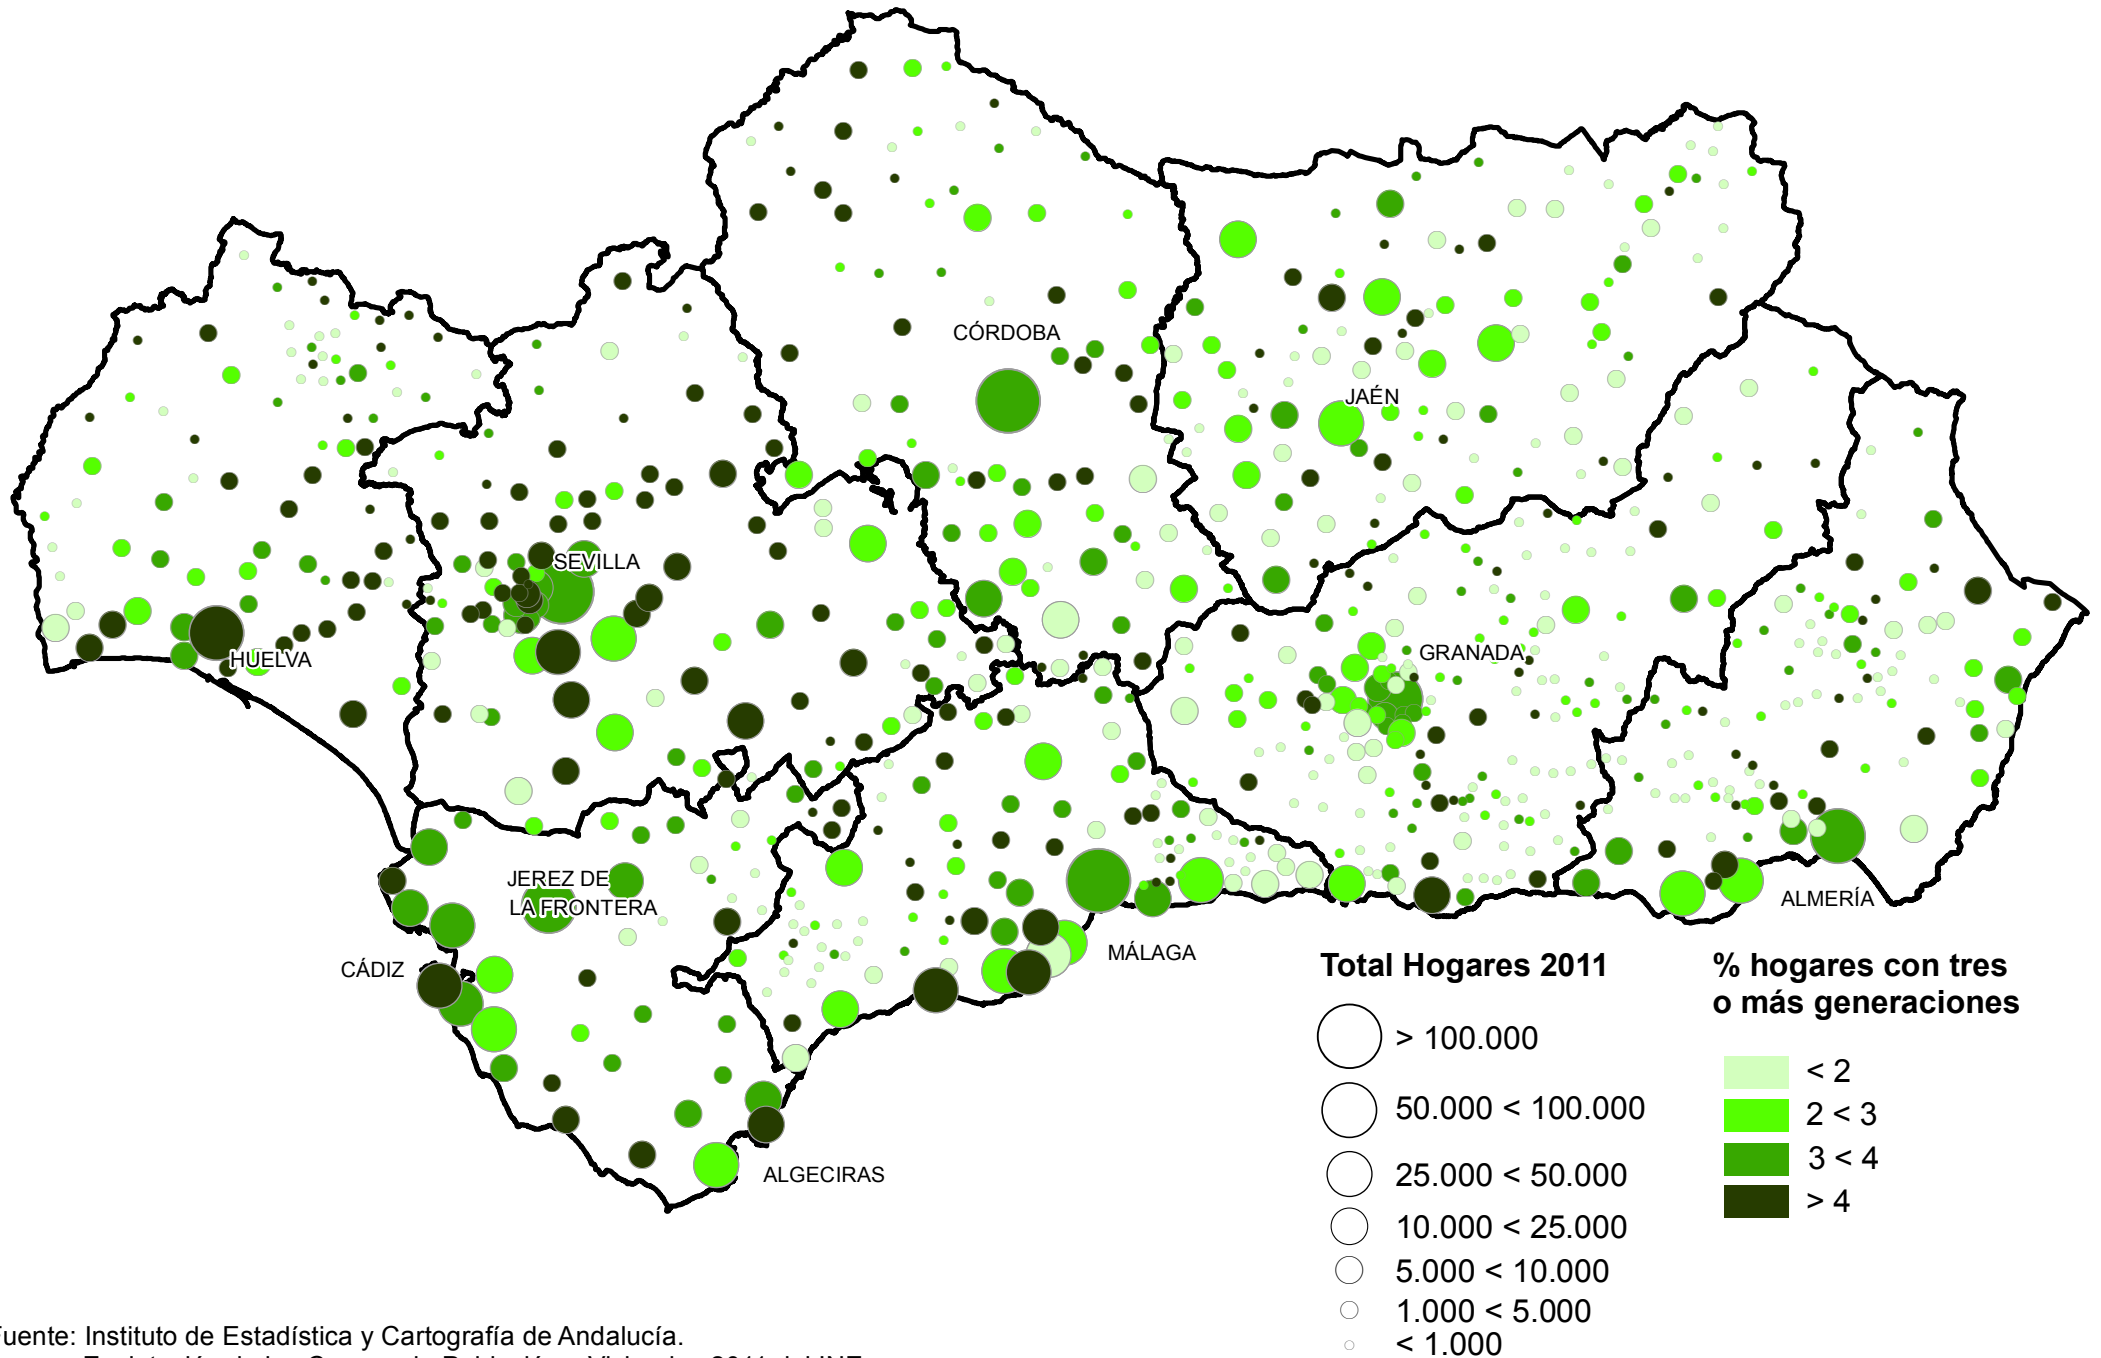 CÓRDOBA
JAÉN
SEVILLA
HUELVA
GRANADA
JEREZ DE
LA FRONTERA
ALMERÍA
CÁDIZ
MÁLAGA
ALGECIRAS
Total Hogares 2011
> 100.000
50.000 < 100.000
25.000 < 50.000
10.000 < 25.000
5.000 < 10.000
1.000 < 5.000
< 1.000
% hogares con tres
o más generaciones
< 2
2 < 3
3 < 4
> 4
Fuente: Instituto de Estadística y Cartografía de Andalucía.